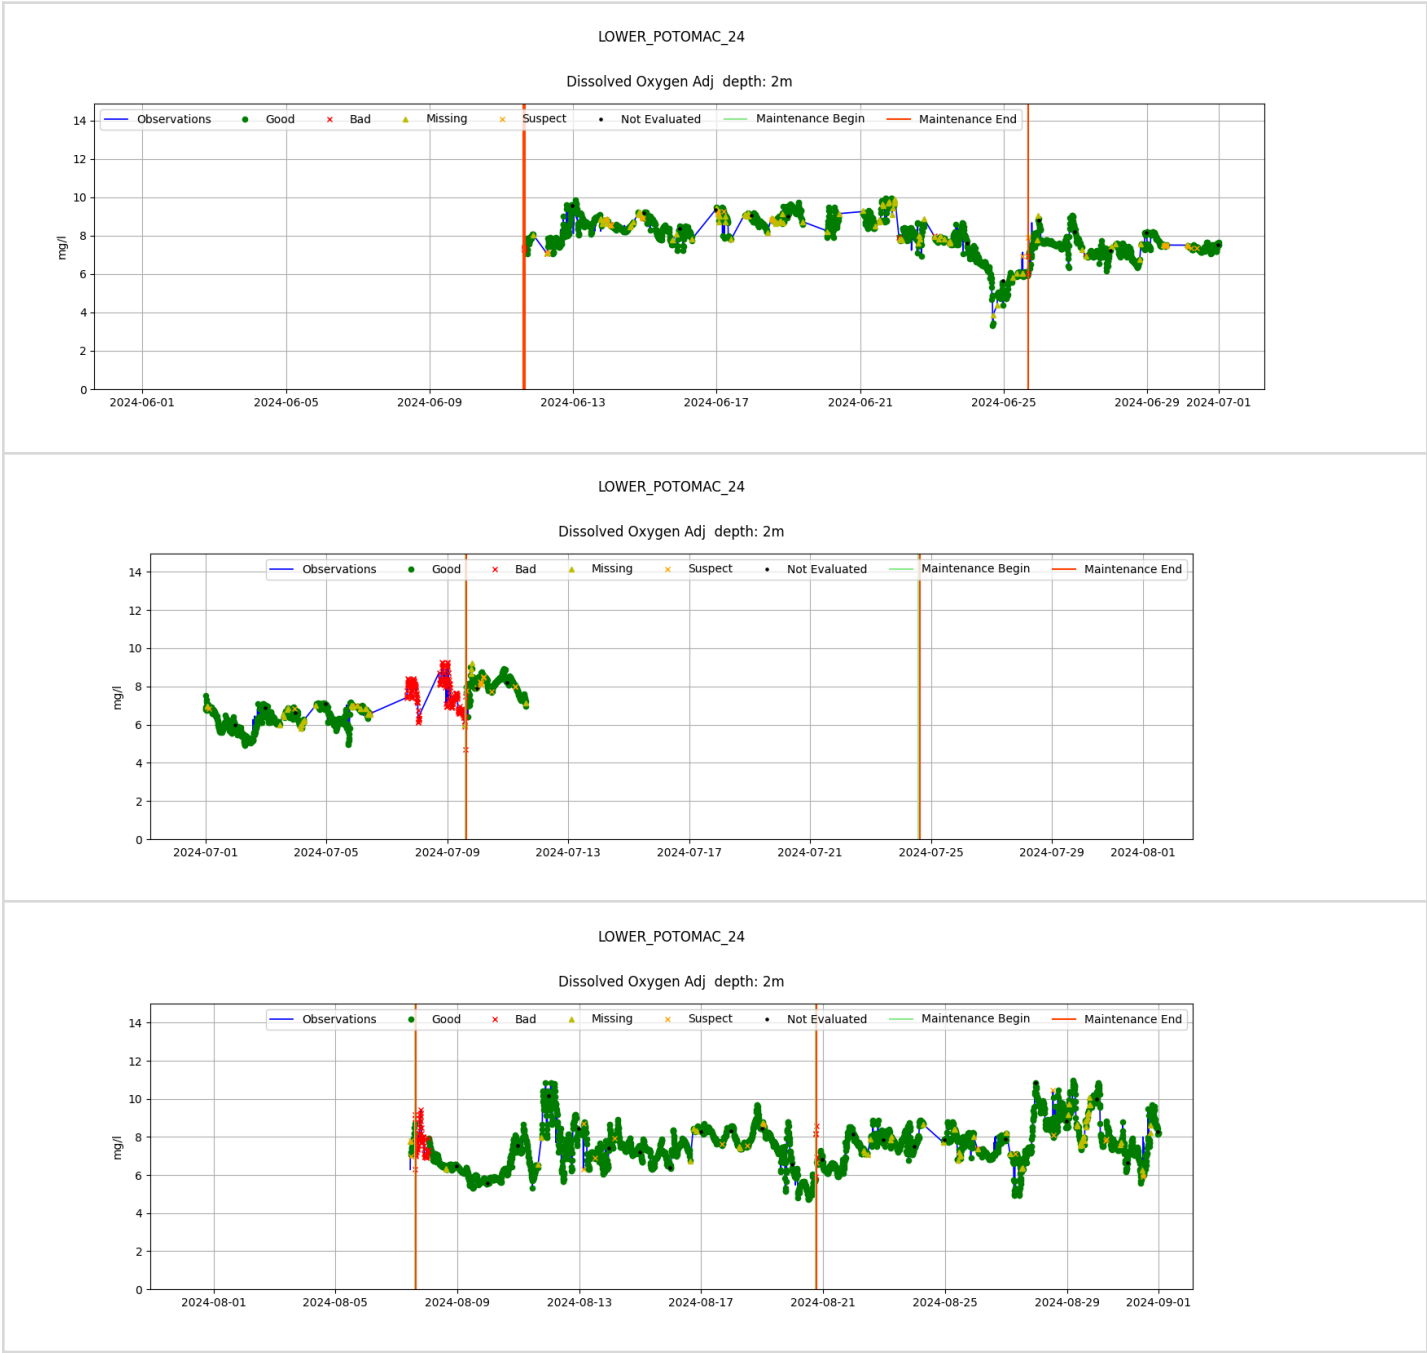 LOWER_POTOMAC_24
Dissolved Oxygen Adj depth: 2m
Observations Good Bad Missing Suspect Not Evaluated Maintenance Begin Maintenance End
14
12
10
8
6
4
2
0
mg/l
2024-06-01 2024-06-05 2024-06-09 2024-06-13 2024-06-17 2024-06-21 2024-06-25 2024-06-29 2024-07-01
LOWER_POTOMAC_24
Dissolved Oxygen Adj depth: 2m
Observations Good Bad Missing Suspect Not Evaluated Maintenance Begin Maintenance End
14
12
10
8
6
4
2
0
mg/l
2024-07-01 2024-07-05 2024-07-09 2024-07-13 2024-07-17 2024-07-21 2024-07-25 2024-07-29 2024-08-01
LOWER_POTOMAC_24
Dissolved Oxygen Adj depth: 2m
Observations Good Bad Missing Suspect Not Evaluated Maintenance Begin Maintenance End
14
12
10
8
6
4
2
0
mg/l
2024-08-01 2024-08-05 2024-08-09 2024-08-13 2024-08-17 2024-08-21 2024-08-25 2024-08-29 2024-09-01